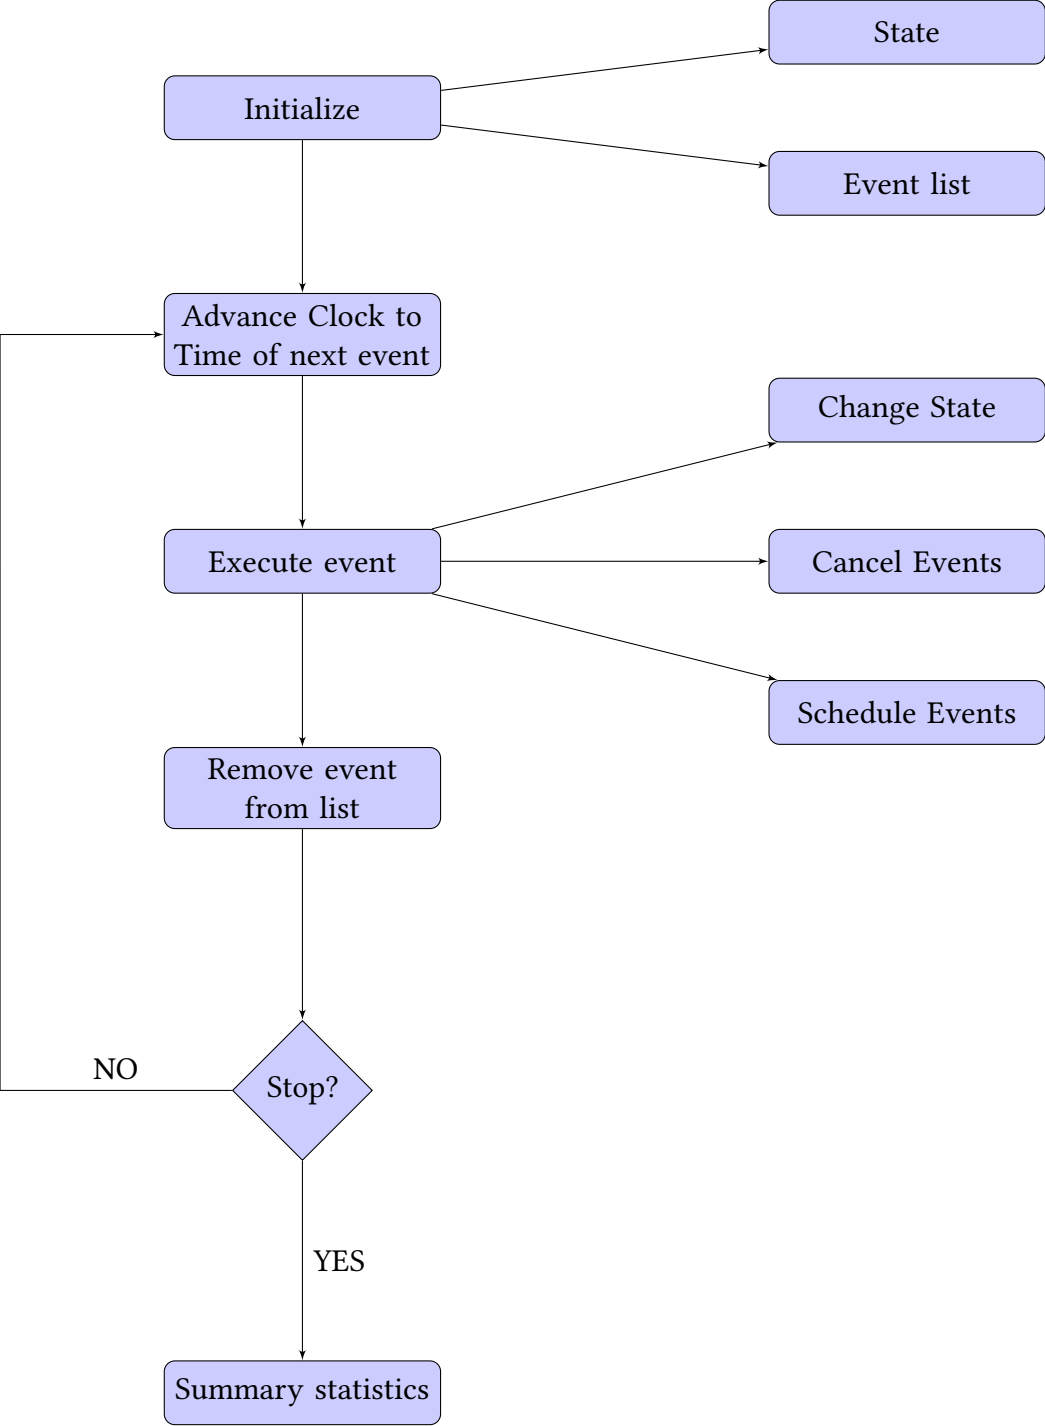 State
Initialize
Event list
Advance Clock to
Time of next event
Change State
Execute event
Cancel Events
Schedule Events
Remove event
from list
NO
Stop?
YES
Summary statistics